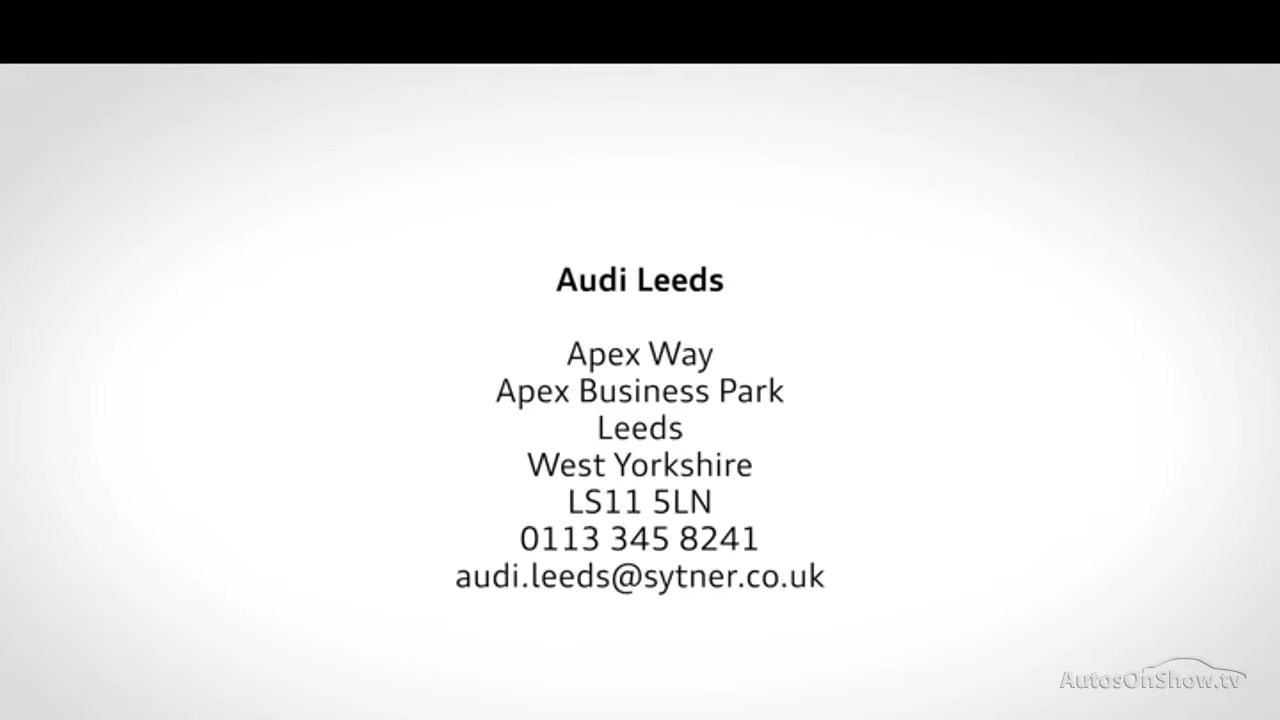 Audi Leeds
Apex Way
Apex Business Park
Leeds
West Yorkshire
LS11 5LN
0113 345 8241
audi.leeds@sytner.co.uk
AutosOnShow.tv